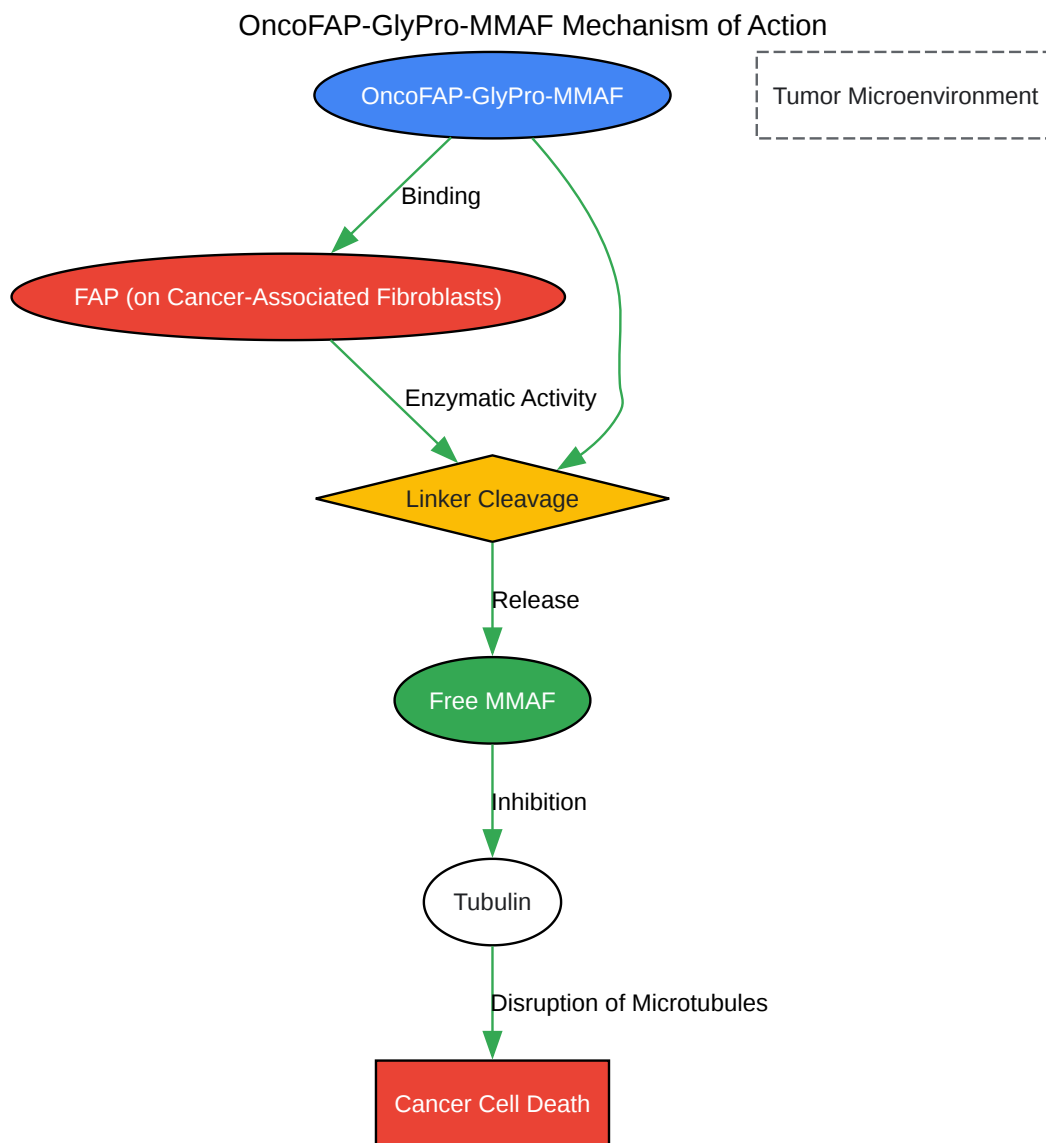 OncoFAP-GlyPro-MMAF Mechanism of Action
OncoFAP-GlyPro-MMAF
Tumor Microenvironment
Binding
FAP (on Cancer-Associated Fibroblasts)
Enzymatic Activity
Linker Cleavage
Release
Free MMAF
Inhibition
Tubulin
Disruption of Microtubules
Cancer Cell Death